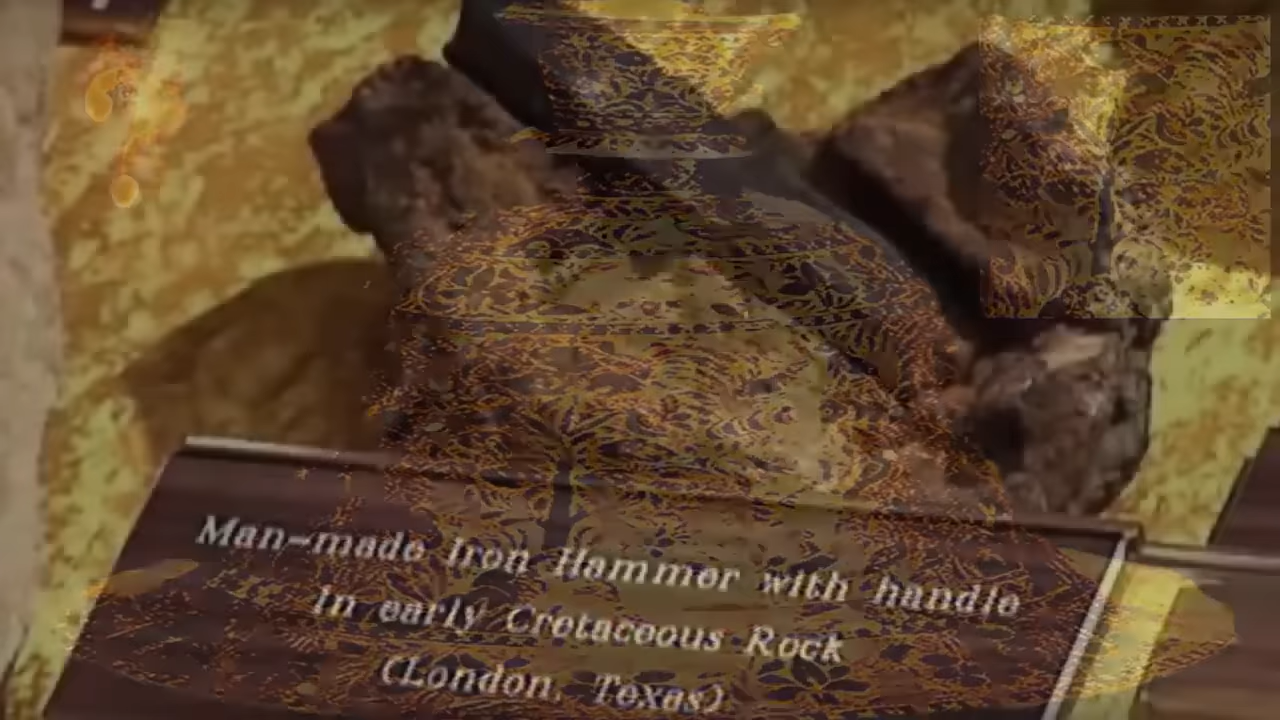 Man-made Iron Hammer with handle
in early Cretaceous Rock
(London, Texas)